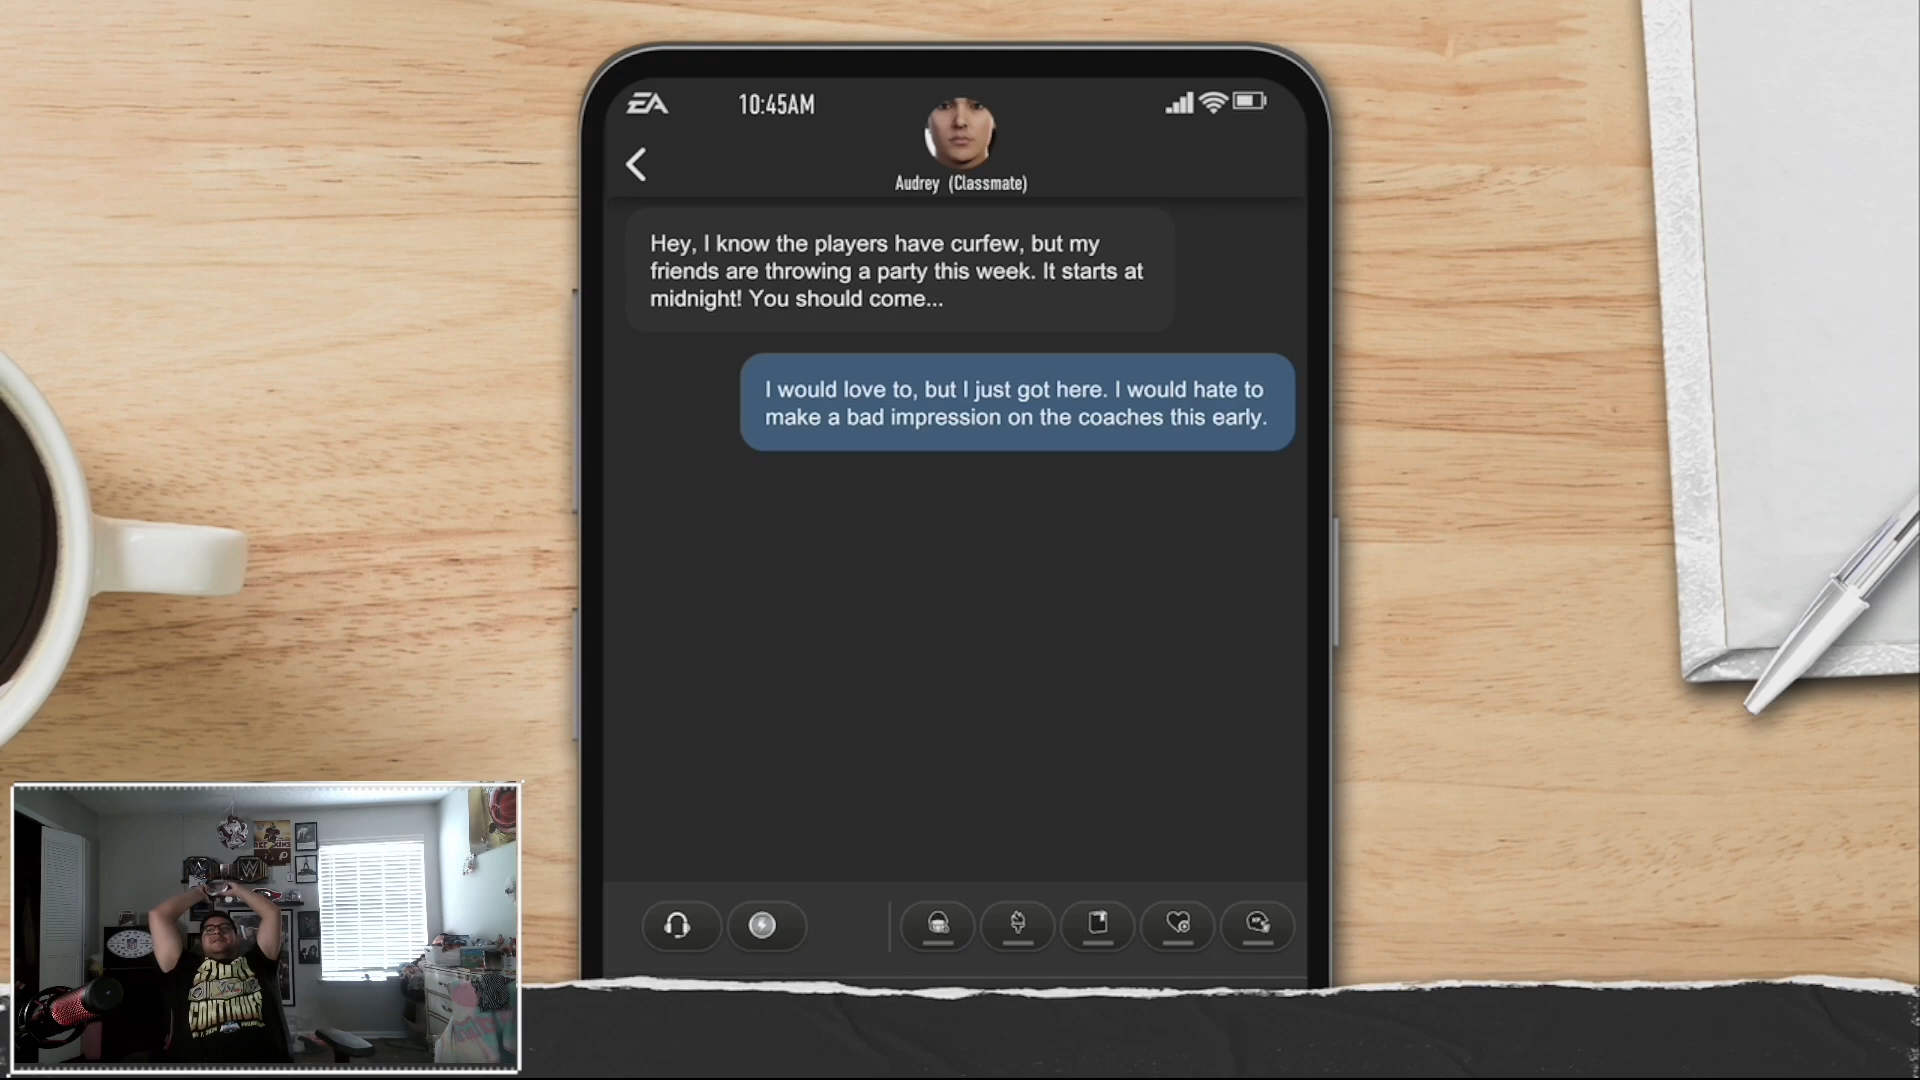 EA
10:45AM
Audrey (Classmate)
Hey, I know the players have curfew, but my
friends are throwing a party this week. It starts at
midnight! You should come...
I would love to, but I just got here. I would hate to
make a bad impression on the coaches this early.
STORY
CONTINUES